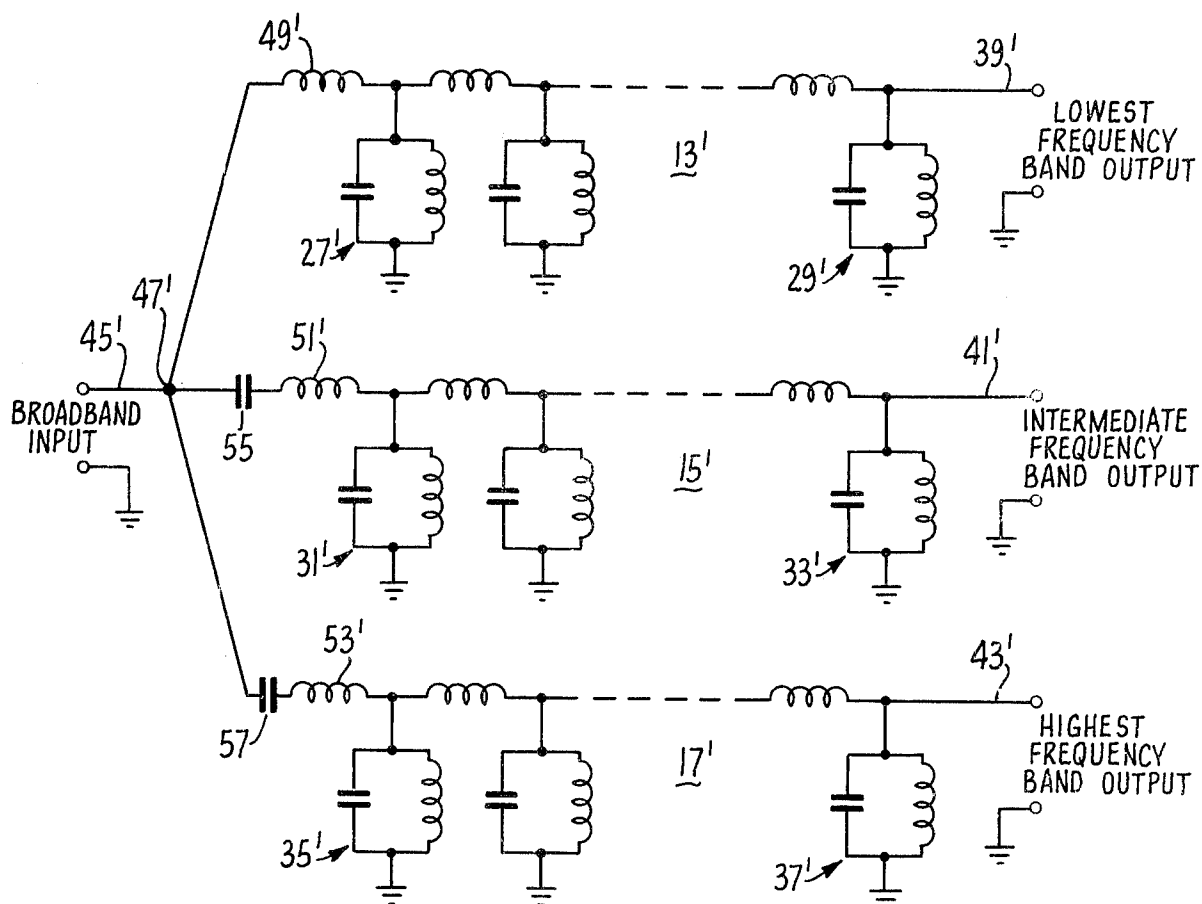 49'
39'
LOWEST
FREQUENCY
BAND OUTPUT
13'
27'
29'
47'
45'
51'
41'
BROADBAND
INPUT
55
INTERMEDIATE
FREQUENCY
BAND OUTPUT
15'
31'
33'
53'
43'
57
HIGHEST
FREQUENCY
BAND OUTPUT
17'
35'
37'